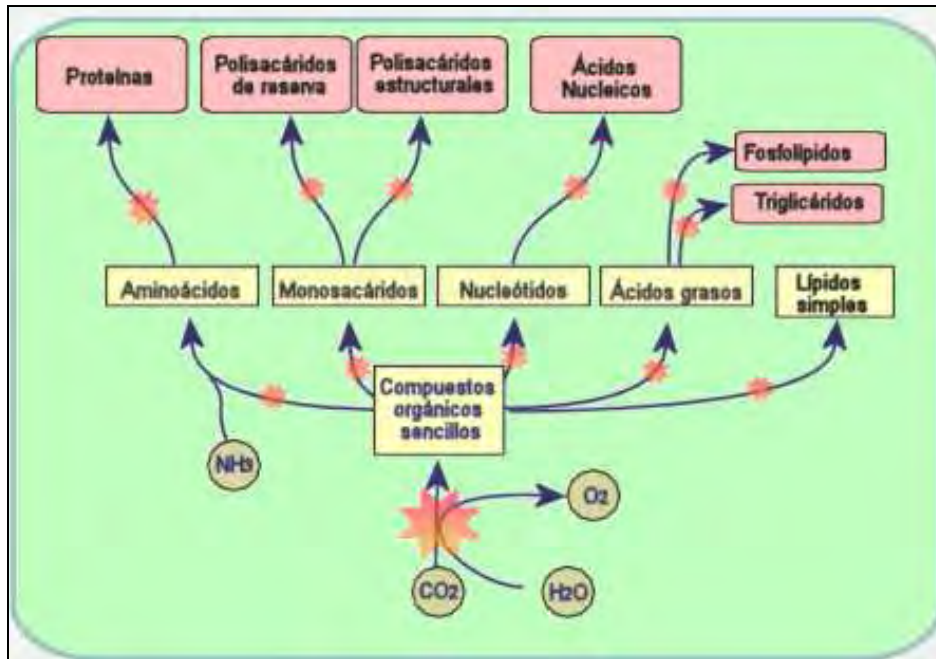 Proteínas
Polisacáridos
de reserva
Polisacáridos
estructurales
Ácidos
Nucleicos
Fosfolípidos
Triglicéridos
Aminoácidos
Monosacáridos
Nucleótidos
Ácidos grasos
Lípidos
simples
Compuestos
orgánicos
sencillos
NH3
O2
CO2
H2O